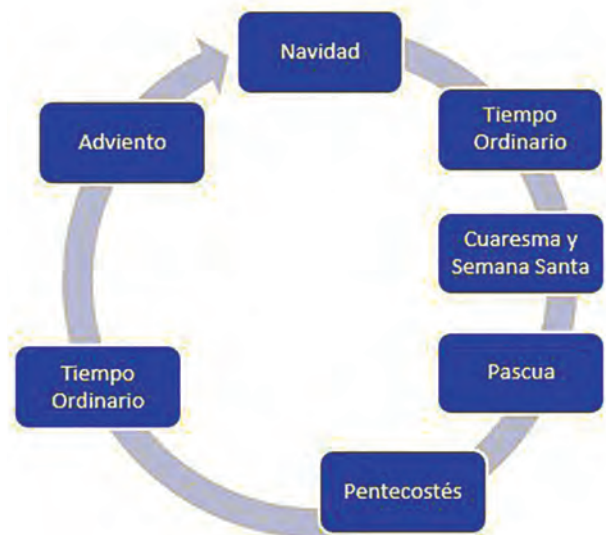 Navidad
Tiempo
Ordinario
Cuaresma y
Semana Santa
Pascua
Pentecostés
Tiempo
Ordinario
Adviento